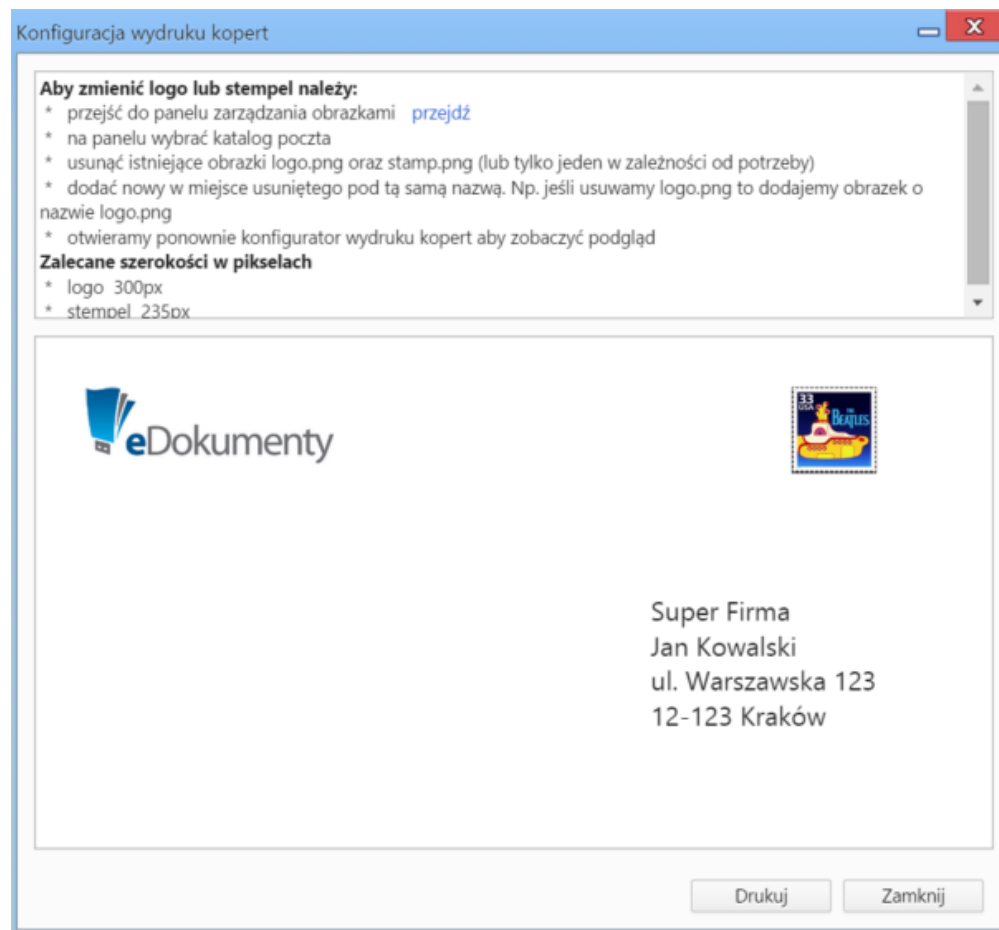 Konfiguracja wydruku kopert
Aby zmienić logo lub stempel należy:
* przejść do panelu zarządzania obrazkami przejdź
* na panelu wybrać katalog poczta
* usunąć istniejące obrazki logo.png oraz stamp.png (lub tylko jeden w zależności od potrzeby)
* dodać nowy w miejsce usuniętego pod tą samą nazwą. Np. jeśli usuwamy logo.png to dodajemy obrazek o
nazwie logo.png
* otwieramy ponownie konfigurator wydruku kopert aby zobaczyć podgląd
Zalecane szerokości w pikselach
* logo 300px
* stempel 235px
eDokumenty
33
USA
THE
BEATLES
Super Firma
Jan Kowalski
ul. Warszawska 123
12-123 Kraków
Drukuj
Zamknij